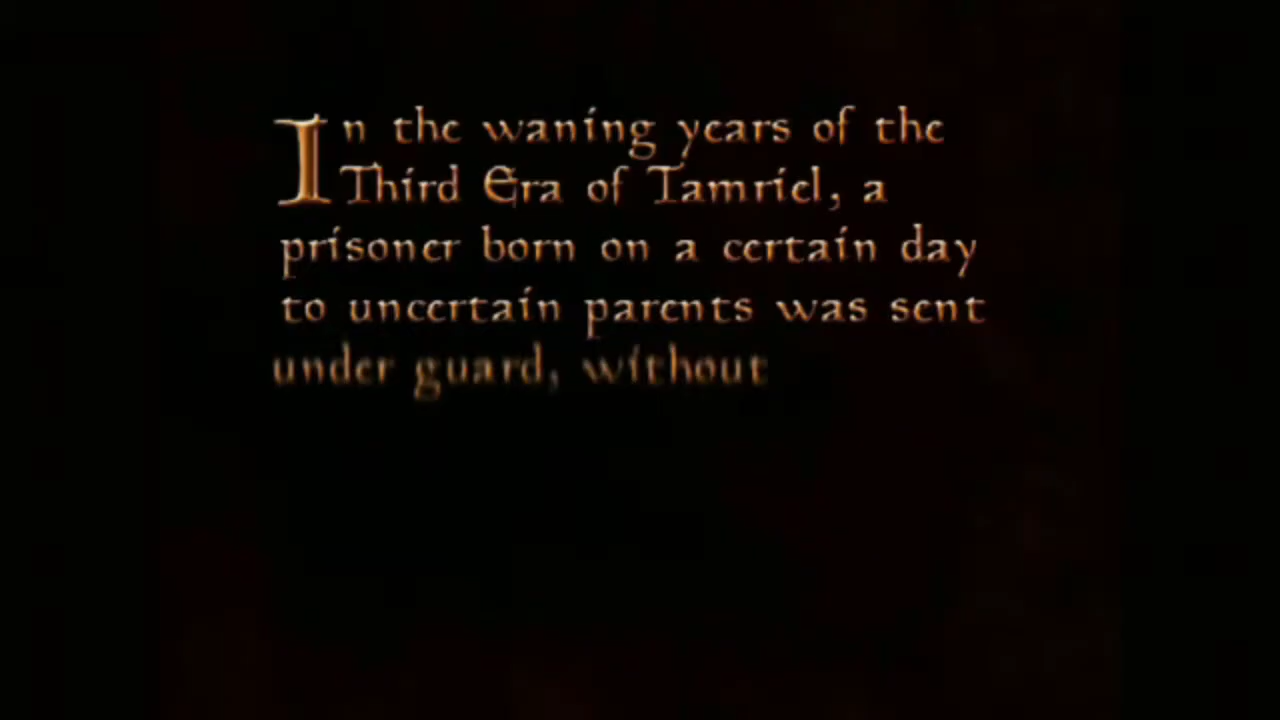 In the waning years of the
Third Era of Tamriel, a
prisoner born on a certain day
to uncertain parents was sent
under guard, without